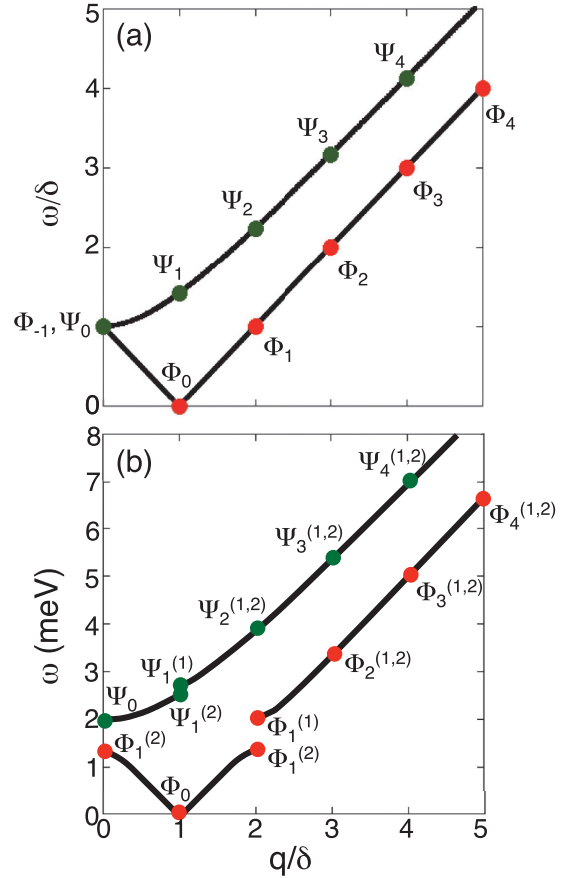 5
(a)
Ψ₄
4
Φ₄
Ψ₃
3
Φ₃
ω/δ
Ψ₂
2
Φ₂
Ψ₁
Φ₋₁,Ψ₀
Φ₀
Φ₁
0
8
(b)
7
Ψ₄⁽¹,²⁾
Φ₄⁽¹,²⁾
6
Ψ₃⁽¹,²⁾
5
Φ₃⁽¹,²⁾
ω (meV)
4
Ψ₂⁽¹,²⁾
Φ₂⁽¹,²⁾
3
Ψ₁⁽¹⁾
Ψ₀
Ψ₁⁽²⁾
2
Φ₁⁽¹⁾
Φ₁⁽²⁾
Φ₁⁽²⁾
1
Φ₀
0
0 1 2 3 4 5
q/δ